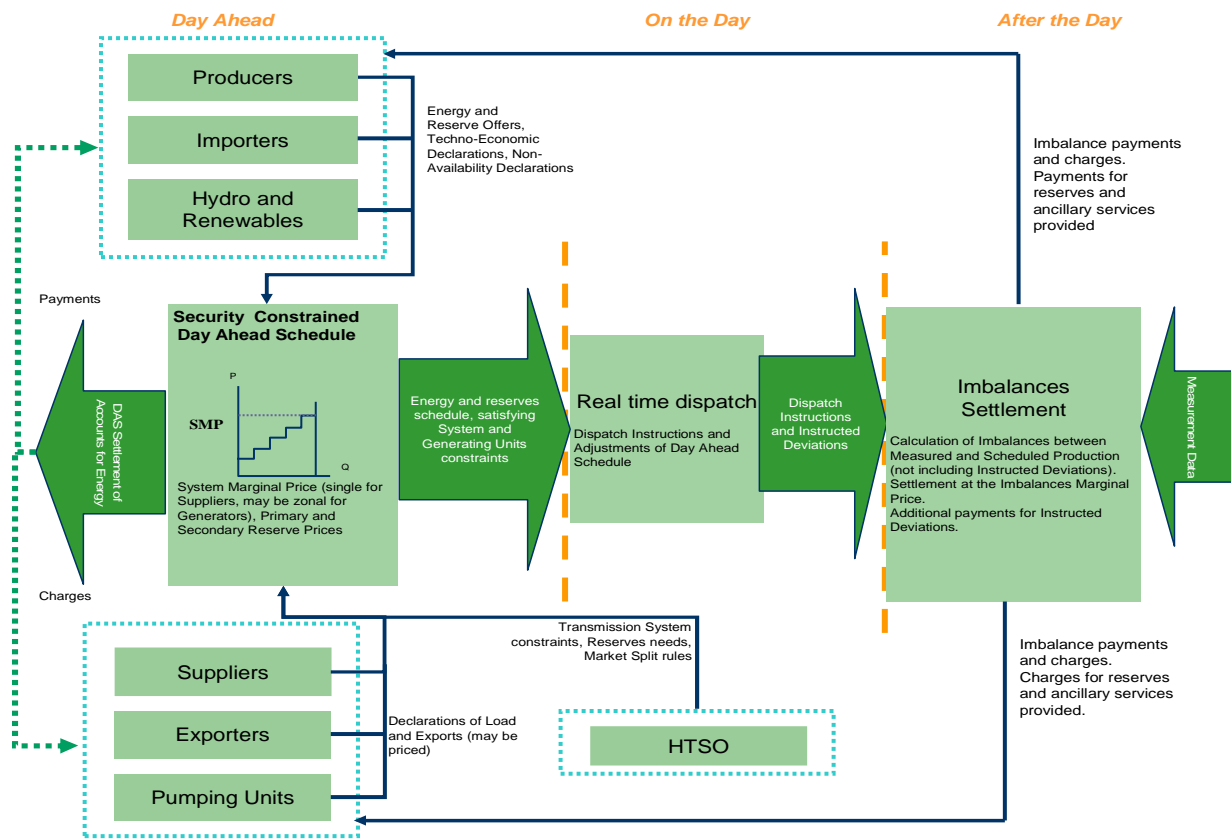 Day Ahead
On the Day
After the Day
Producers
Importers
Hydro and
Renewables
Energy and
Reserve Offers,
Techno-Economic
Declarations, Non-
Availability Declarations
Imbalance payments
and charges.
Payments for
reserves and
ancillary services
provided
Payments
DAS Settlement of
Accounts for Energy
Charges
Security Constrained
Day Ahead Schedule
P
SMP
Q
System Marginal Price (single for
Suppliers, may be zonal for
Generators), Primary and
Secondary Reserve Prices
Energy and reserves
schedule, satisfying
System and
Generating Units
constraints
Real time dispatch
Dispatch Instructions and
Adjustments of Day Ahead
Schedule
Dispatch
Instructions
and Instructed
Deviations
Imbalances
Settlement
Calculation of Imbalances between
Measured and Scheduled Production
(not including Instructed Deviations).
Settlement at the Imbalances Marginal
Price.
Additional payments for Instructed
Deviations.
Measurement Data
Transmission System
constraints, Reserves needs,
Market Split rules
Suppliers
Exporters
Pumping Units
Declarations of Load
and Exports (may be
priced)
HTSO
Imbalance payments
and charges.
Charges for reserves
and ancillary services
provided.